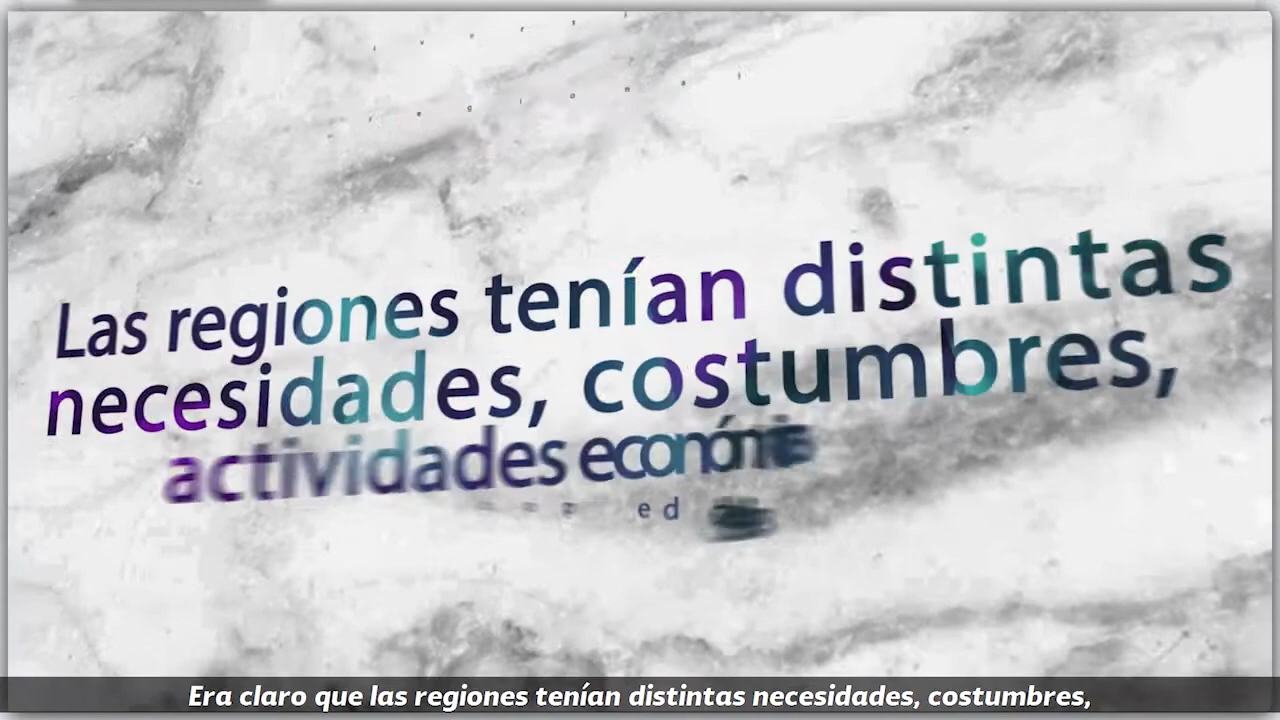 Las regiones tenían distintas
necesidades, costumbres,
actividades
Era claro que las regiones tenían distintas necesidades, costumbres,